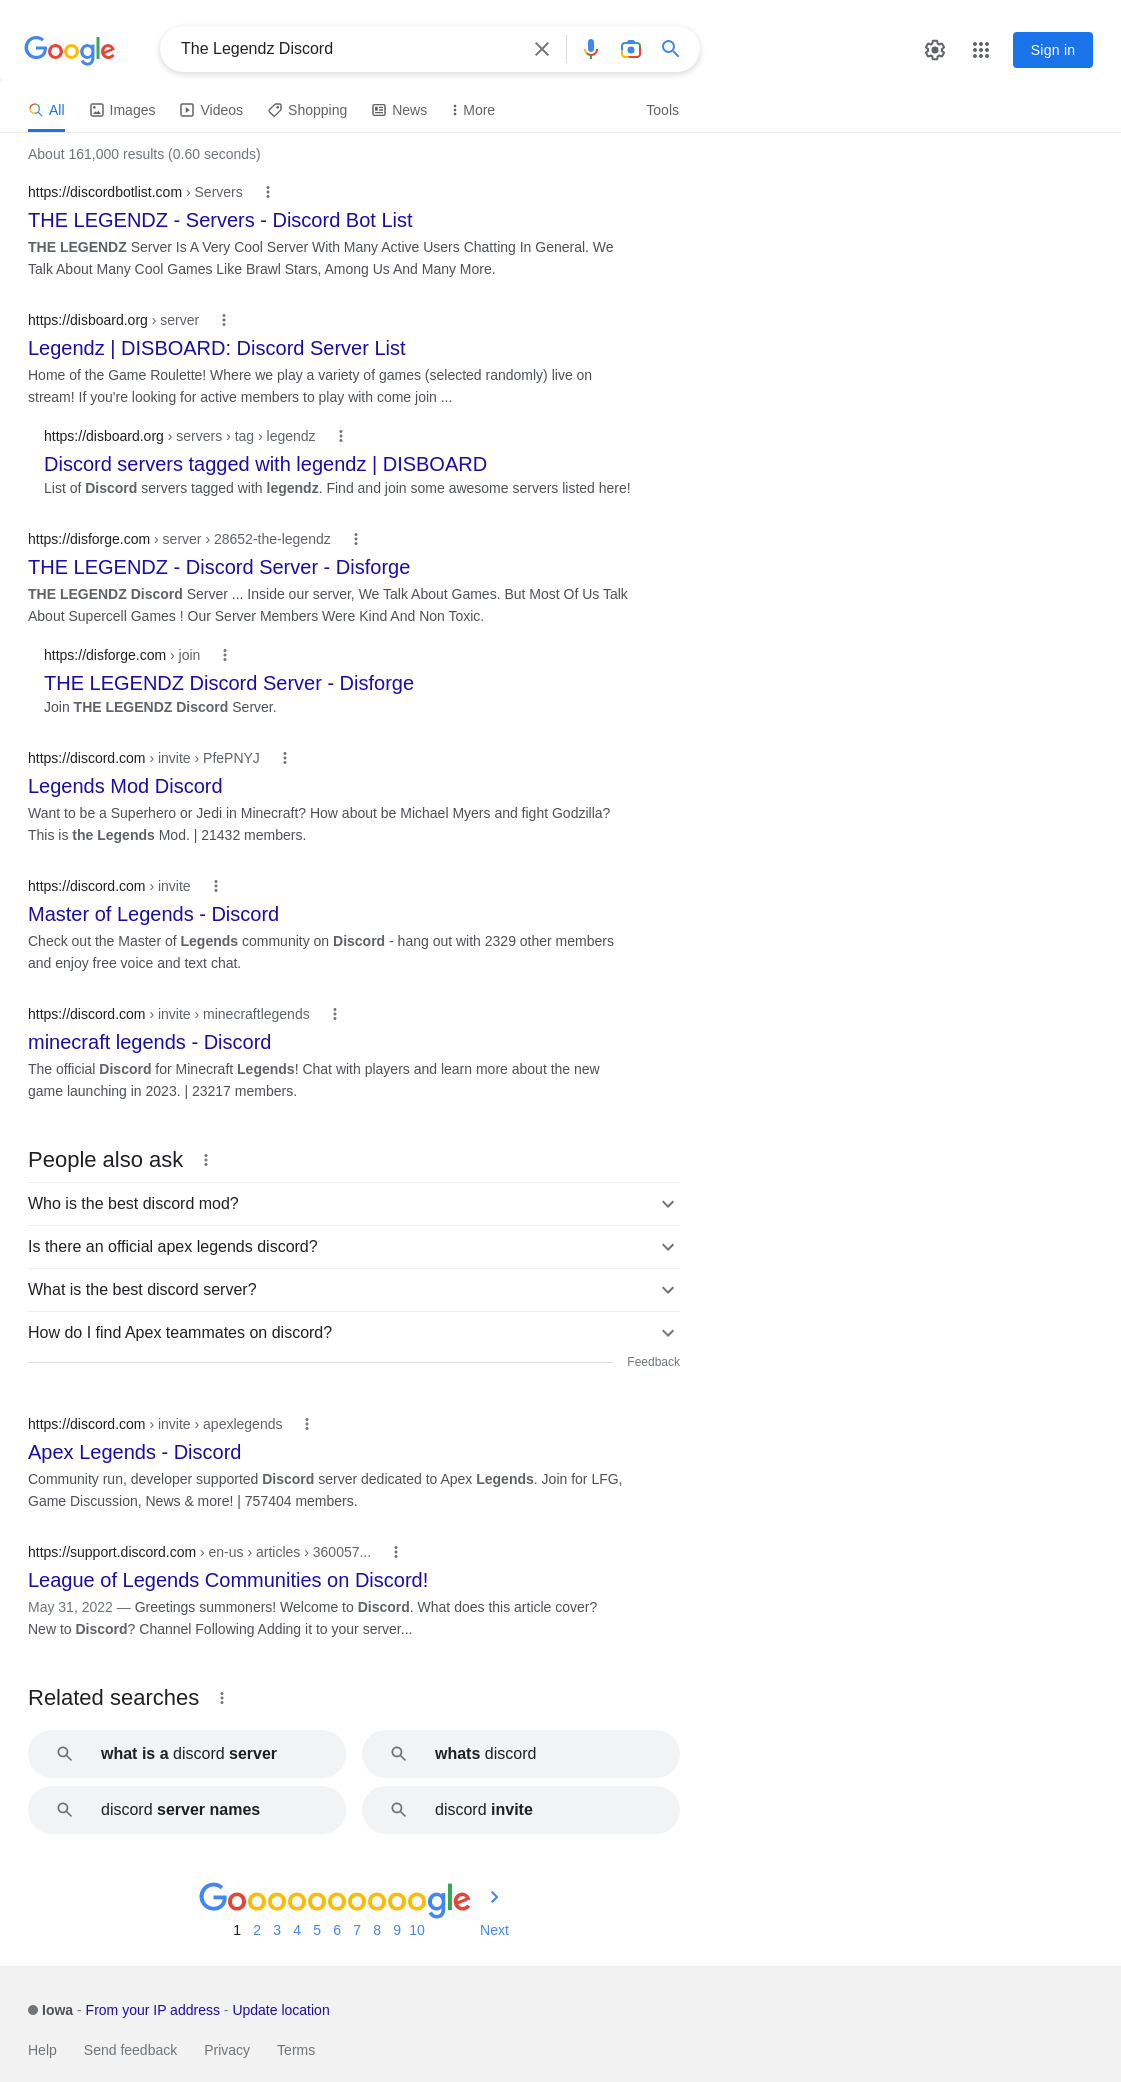 Google
The Legendz Discord
Sign in
All Images Videos Shopping News More Tools
About 161,000 results (0.60 seconds)
https://discordbotlist.com › Servers
THE LEGENDZ - Servers - Discord Bot List
THE LEGENDZ Server Is A Very Cool Server With Many Active Users Chatting In General. We
Talk About Many Cool Games Like Brawl Stars, Among Us And Many More.
https://disboard.org › server
Legendz | DISBOARD: Discord Server List
Home of the Game Roulette! Where we play a variety of games (selected randomly) live on
stream! If you're looking for active members to play with come join ...
https://disboard.org › servers › tag › legendz
Discord servers tagged with legendz | DISBOARD
List of Discord servers tagged with legendz. Find and join some awesome servers listed here!
https://disforge.com › server › 28652-the-legendz
THE LEGENDZ - Discord Server - Disforge
THE LEGENDZ Discord Server ... Inside our server, We Talk About Games. But Most Of Us Talk
About Supercell Games ! Our Server Members Were Kind And Non Toxic.
https://disforge.com › join
THE LEGENDZ Discord Server - Disforge
Join THE LEGENDZ Discord Server.
https://discord.com › invite › PfePNYJ
Legends Mod Discord
Want to be a Superhero or Jedi in Minecraft? How about be Michael Myers and fight Godzilla?
This is the Legends Mod. | 21432 members.
https://discord.com › invite
Master of Legends - Discord
Check out the Master of Legends community on Discord - hang out with 2329 other members
and enjoy free voice and text chat.
https://discord.com › invite › minecraftlegends
minecraft legends - Discord
The official Discord for Minecraft Legends! Chat with players and learn more about the new
game launching in 2023. | 23217 members.
People also ask
Who is the best discord mod?
Is there an official apex legends discord?
What is the best discord server?
How do I find Apex teammates on discord?
Feedback
https://discord.com › invite › apexlegends
Apex Legends - Discord
Community run, developer supported Discord server dedicated to Apex Legends. Join for LFG,
Game Discussion, News & more! | 757404 members.
https://support.discord.com › en-us › articles › 360057...
League of Legends Communities on Discord!
May 31, 2022 — Greetings summoners! Welcome to Discord. What does this article cover?
New to Discord? Channel Following Adding it to your server...
Related searches
what is a discord server
whats discord
discord server names
discord invite
Goooooooooogle
1 2 3 4 5 6 7 8 9 10 Next
Iowa - From your IP address - Update location
Help Send feedback Privacy Terms